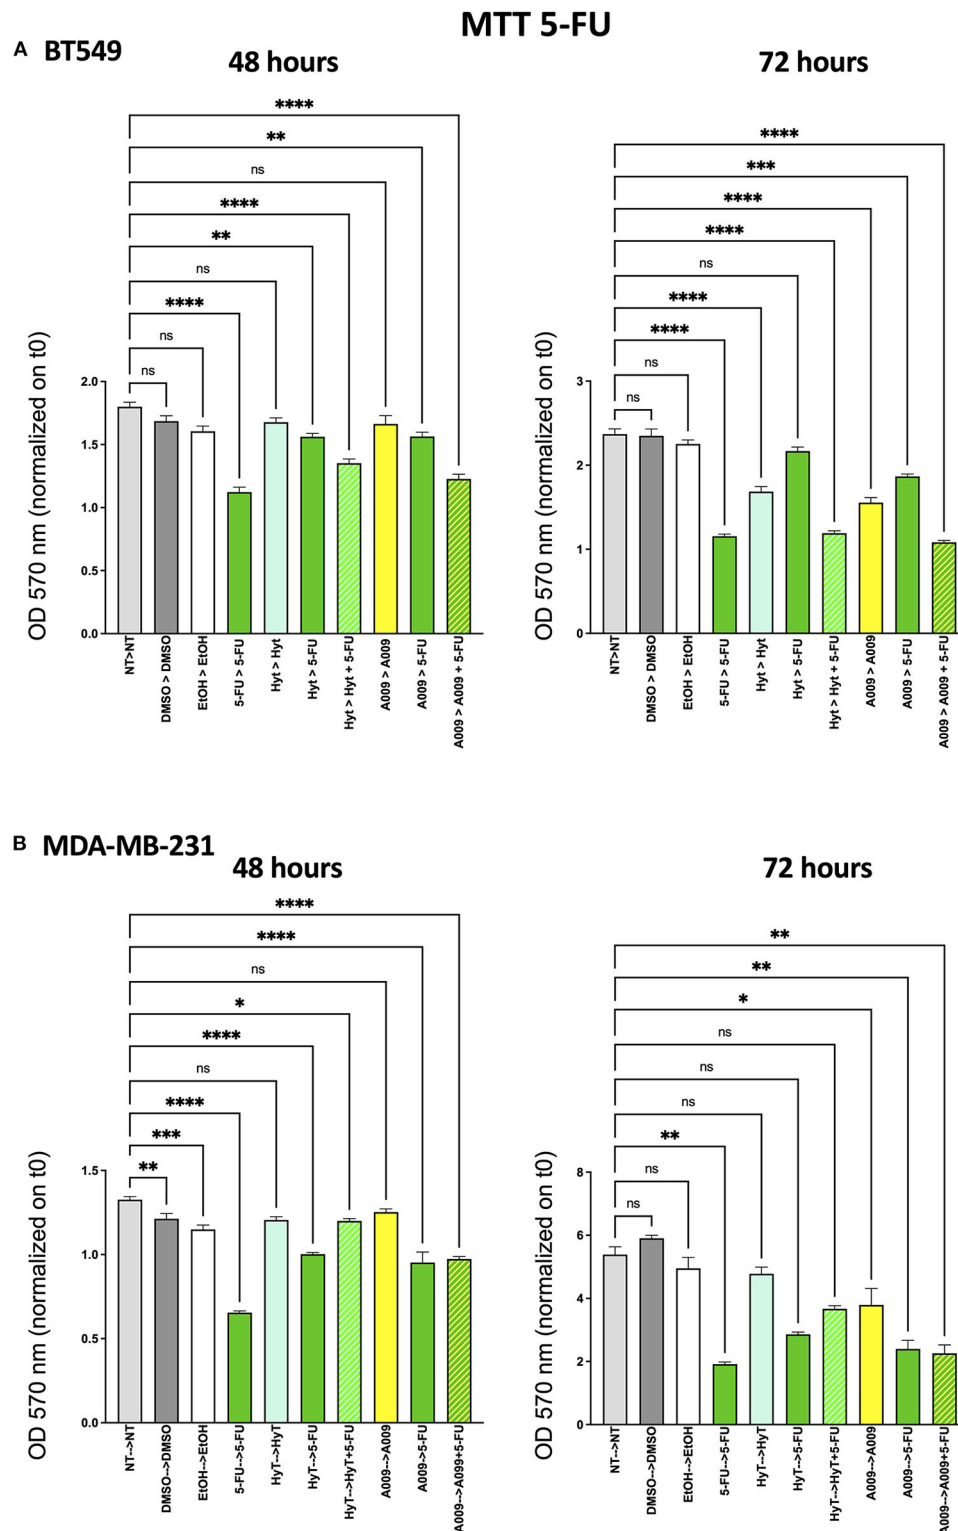 MTT 5-FU
A BT549
48 hours
72 hours
****
**
ns
****
**
ns
****
ns
ns
OD 570 nm (normalized on t0)
2.0
1.5
1.0
0.5
0.0
NT>NT
DMSO > DMSO
EtOH > EtOH
5-FU > 5-FU
Hyt > Hyt
Hyt > 5-FU
Hyt > Hyt + 5-FU
A009 > A009
A009 > 5-FU
A009 > A009 + 5-FU
****
***
****
****
ns
****
****
ns
ns
OD 570 nm (normalized on t0)
3
2
1
0
NT>NT
DMSO > DMSO
EtOH > EtOH
5-FU > 5-FU
Hyt > Hyt
Hyt > 5-FU
Hyt > Hyt + 5-FU
A009 > A009
A009 > 5-FU
A009 > A009 + 5-FU
B MDA-MB-231
48 hours
72 hours
****
****
ns
*
****
ns
****
***
**
OD 570 nm (normalized on t0)
1.5
1.0
0.5
0.0
NT-->NT
DMSO-->DMSO
EtOH-->EtOH
5-FU-->5-FU
HyT-->HyT
HyT-->5-FU
HyT-->HyT+5-FU
A009-->A009
A009->5-FU
A009-->A099+5-FU
**
**
*
ns
ns
ns
**
ns
ns
OD 570 nm (normalized on t0)
8
6
4
2
0
NT-->NT
DMSO-->DMSO
EtOH-->EtOH
5-FU-->5-FU
HyT-->HyT
HyT-->5-FU
HyT-->HyT+5-FU
A009-->A009
A009-->5-FU
A009-->A009+5-FU